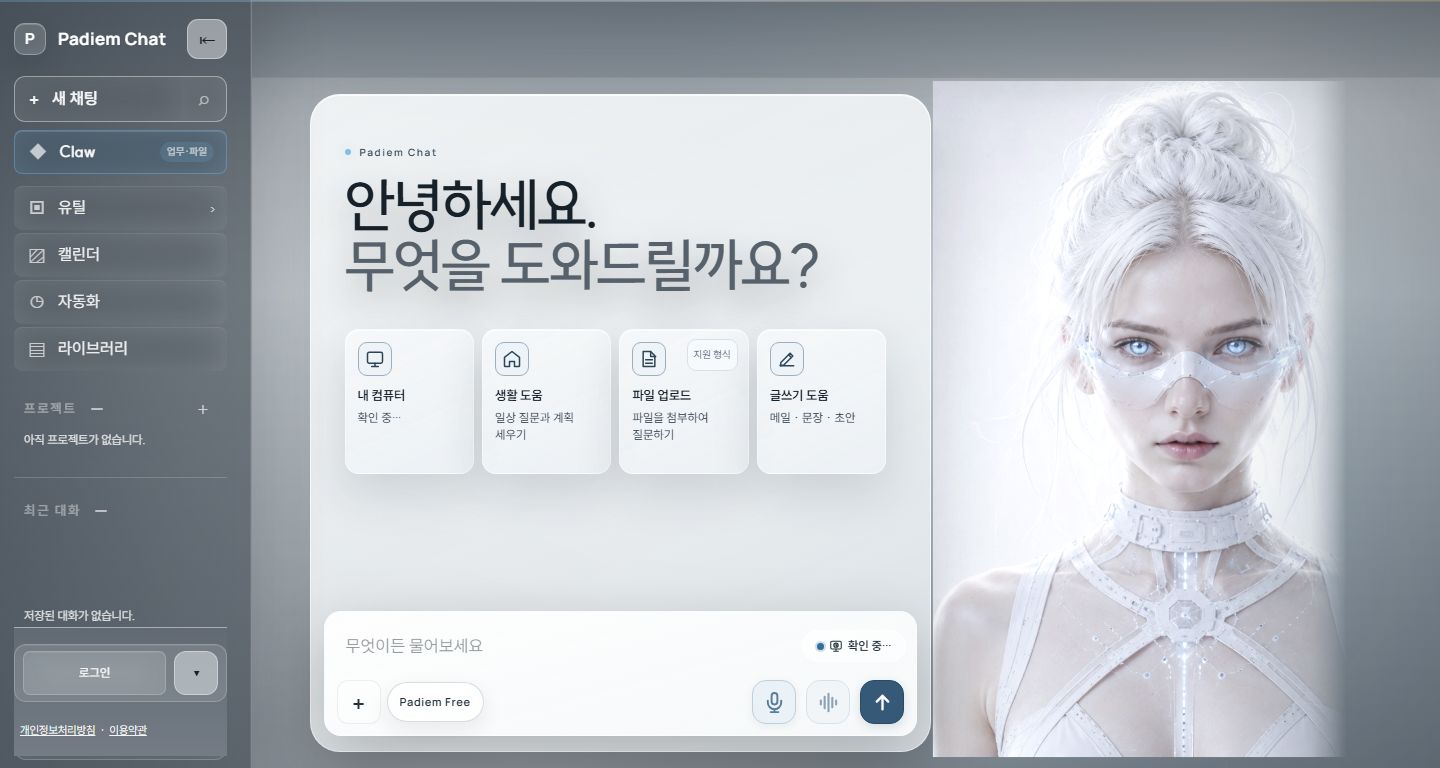 P Padiem Chat
+ 새 채팅
Claw 업무·파일
유틸
캘린더
자동화
라이브러리
프로젝트
아직 프로젝트가 없습니다.
최근 대화
저장된 대화가 없습니다.
로그인
개인정보처리방침 · 이용약관
Padiem Chat
안녕하세요.
무엇을 도와드릴까요?
내 컴퓨터
확인 중…
생활 도움
일상 질문과 계획
세우기
지원 형식
파일 업로드
파일을 첨부하여
질문하기
글쓰기 도움
메일 · 문장 · 초안
무엇이든 물어보세요
확인 중…
Padiem Free